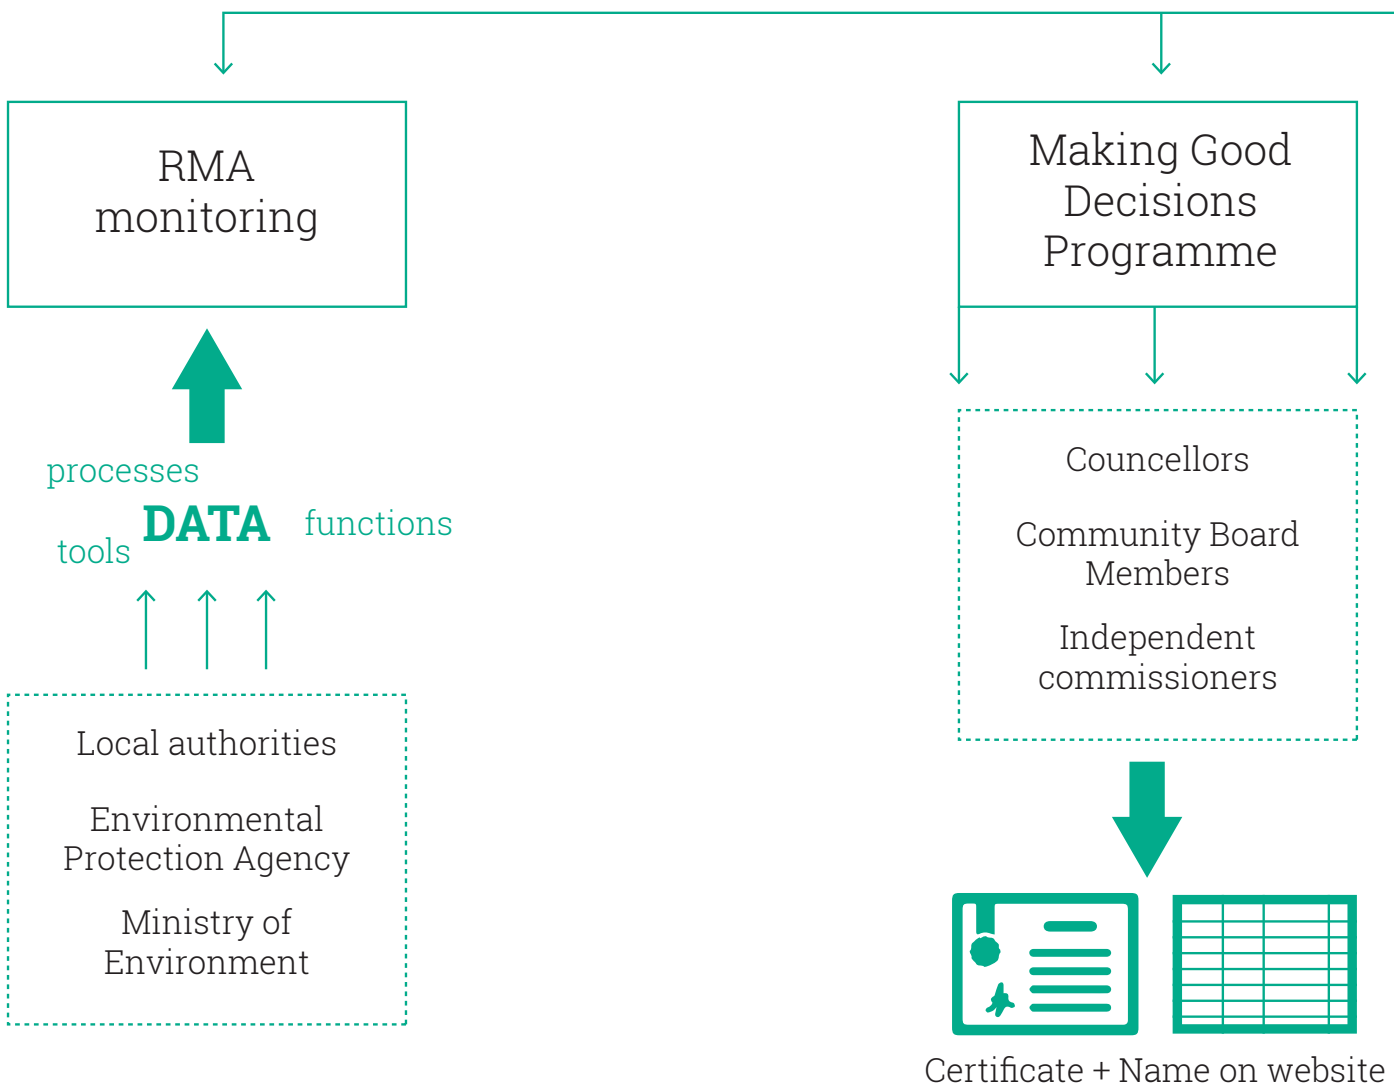 RMA
monitoring
processes
DATA
functions
tools
Local authorities
Environmental
Protection Agency
Ministry of
Environment
Making Good
Decisions
Programme
Councellors
Community Board
Members
Independent
commissioners
Certificate + Name on website